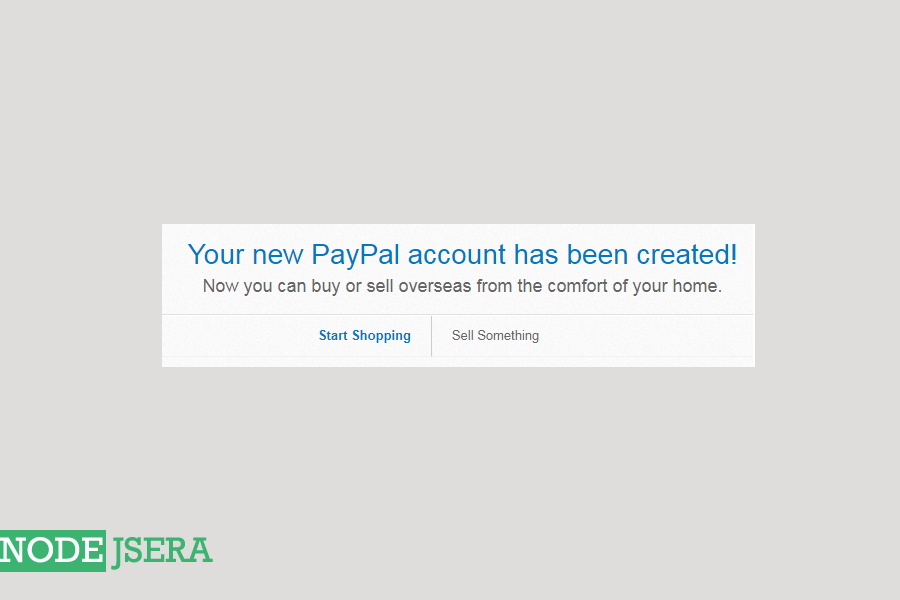 Your new PayPal account has been created!
Now you can buy or sell overseas from the comfort of your home.
Start Shopping
Sell Something
NODE JSERA